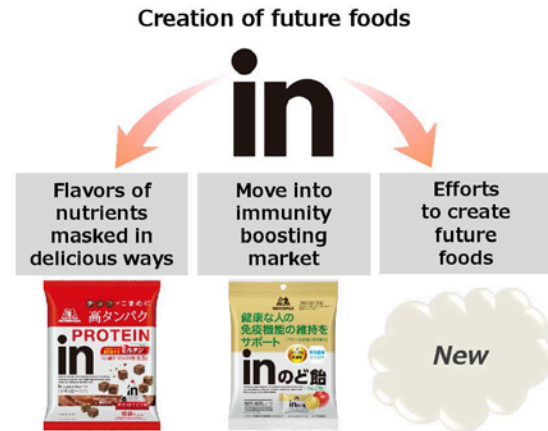 Creation of future foods
in
Flavors of
nutrients
masked in
delicious ways
Move into
immunity
boosting
market
Efforts
to create
future
foods
高タンパク
PROTEIN
in
健康な人の
免疫機能の維持を
サポート
inのど飴
New